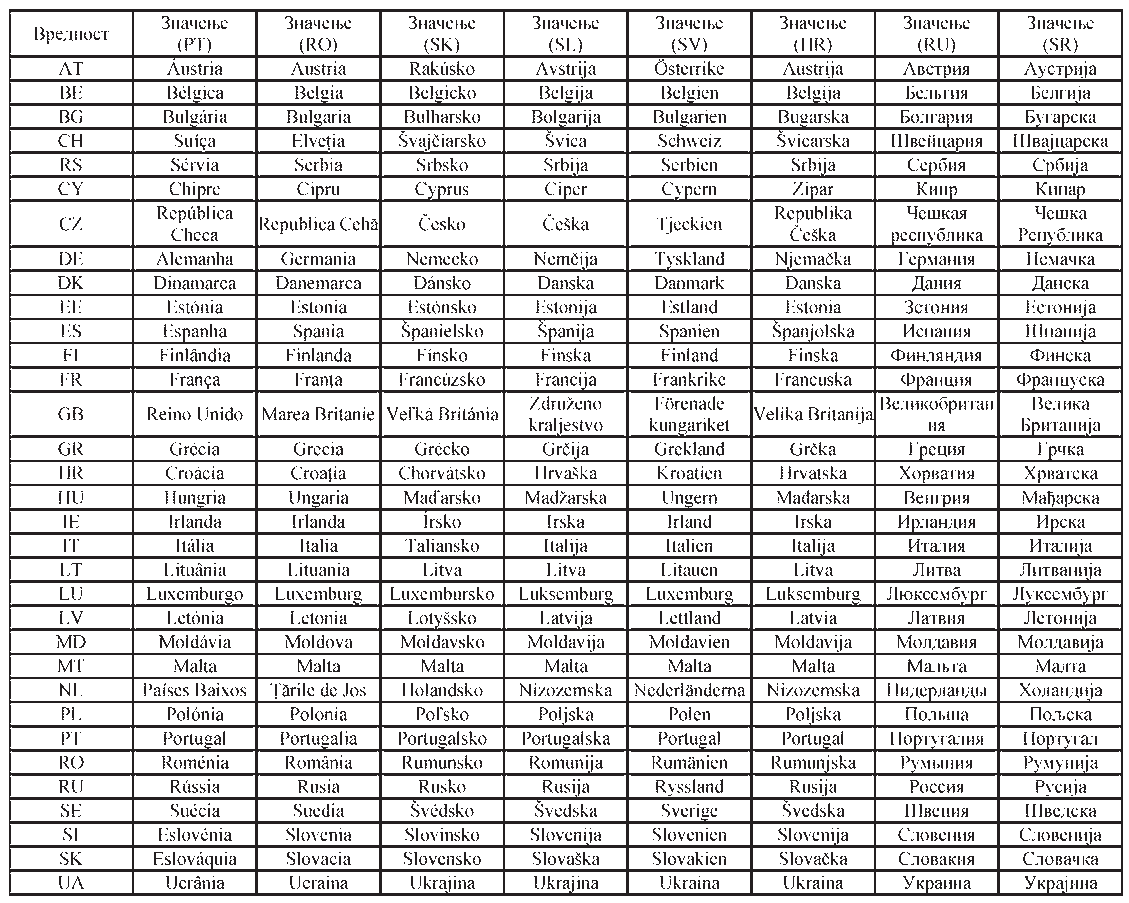 Вредност Значење (PT) Значење (RO) Значење (SK) Значење (SL) Значење (SV) Значење (HR) Значење (RU) Значење (SR)
AT Áustria Austria Rakúsko Avstrija Österrike Austrija Австрия Аустрија
BE Bélgica Belgia Belgicko Belgija Belgien Belgija Бельгия Белгија
BG Bulgária Bulgaria Bulharsko Bolgarija Bulgarien Bugarska Болгария Бугарска
CH Suíça Elveția Švajčiarsko Švica Schweiz Švicarska Швейцария Швајцарска
RS Sérvia Serbia Srbsko Srbija Serbien Srbija Сербия Србија
CY Chipre Cipru Cyprus Ciper Cypern Zipar Кипр Кипар
CZ República Checa Republica Cehă Česko Češka Tjeckien Republika Češka Чешкая республика Чешка Република
DE Alemanha Germania Nemecko Nemčija Tyskland Njemačka Германия Немачка
DK Dinamarca Danemarca Dánsko Danska Danmark Danska Дания Данска
EE Estónia Estonia Estónsko Estonija Estland Estonia Эстония Естонија
ES Espanha Spania Španielsko Španija Spanien Španjolska Испания Шпанија
FI Finlândia Finlanda Fínsko Finska Finland Finska Финляндия Финска
FR França Franța Francúzsko Francija Frankrike Francuska Франция Француска
GB Reino Unido Marea Britanie Veľká Británia Združeno kraljestvo Förenade kungariket Velika Britanija Великобритан ия Велика Британија
GR Grécia Grecia Grécko Grčija Grekland Grčka Греция Грчка
HR Croácia Croația Chorvátsko Hrvaška Kroatien Hrvatska Хорватия Хрватска
HU Hungria Ungaria Maďarsko Madžarska Ungern Mađarska Венгрия Мађарска
IE Irlanda Irlanda Írsko Irska Irland Irska Ирландия Ирска
IT Itália Italia Taliansko Italija Italien Italija Италия Италија
LT Lituânia Lituania Litva Litva Litauen Litva Литва Литванија
LU Luxemburgo Luxemburg Luxembursko Luksemburg Luxemburg Luksemburg Люксембург Луксембург
LV Letónia Letonia Lotyšsko Latvija Lettland Latvia Латвия Летонија
MD Moldávia Moldova Moldavsko Moldavija Moldavien Moldavija Молдавия Молдавија
MT Malta Malta Malta Malta Malta Malta Мальта Малта
NL Países Baixos Țările de Jos Holandsko Nizozemska Nederländerna Nizozemska Нидерланды Холандија
PL Polónia Polonia Poľsko Poljska Polen Poljska Польша Пољска
PT Portugal Portugalia Portugalsko Portugalska Portugal Portugal Португалия Португал
RO Roménia România Rumunsko Romunija Rumänien Rumunjska Румыния Румунија
RU Rússia Rusia Rusko Rusija Ryssland Rusija Россия Русија
SE Suécia Suedia Švédsko Švedska Sverige Švedska Швения Шведска
SI Eslovénia Slovenia Slovinsko Slovenija Slovenien Slovenija Словения Словенија
SK Eslováquia Slovacia Slovensko Slovaška Slovakien Slovačka Словакия Словачка
UA Ucrânia Ucraina Ukrajina Ukrajina Ukraina Ukraina Украина Украјина